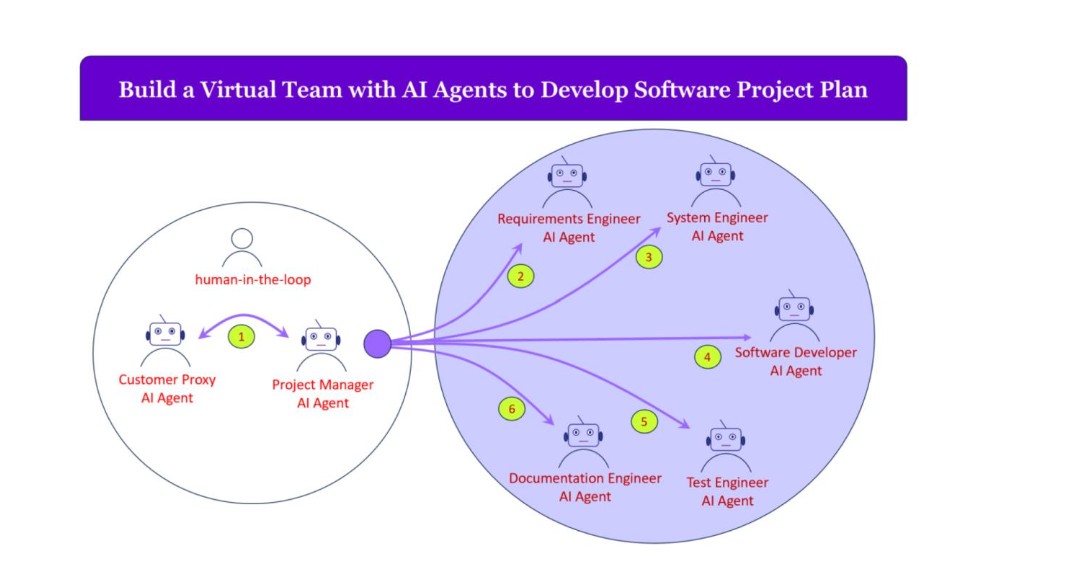 Build a Virtual Team with AI Agents to Develop Software Project Plan
human-in-the-loop
1
Customer Proxy
AI Agent
Project Manager
AI Agent
Requirements Engineer
AI Agent
2
System Engineer
AI Agent
3
Software Developer
AI Agent
4
5
Test Engineer
AI Agent
6
Documentation Engineer
AI Agent